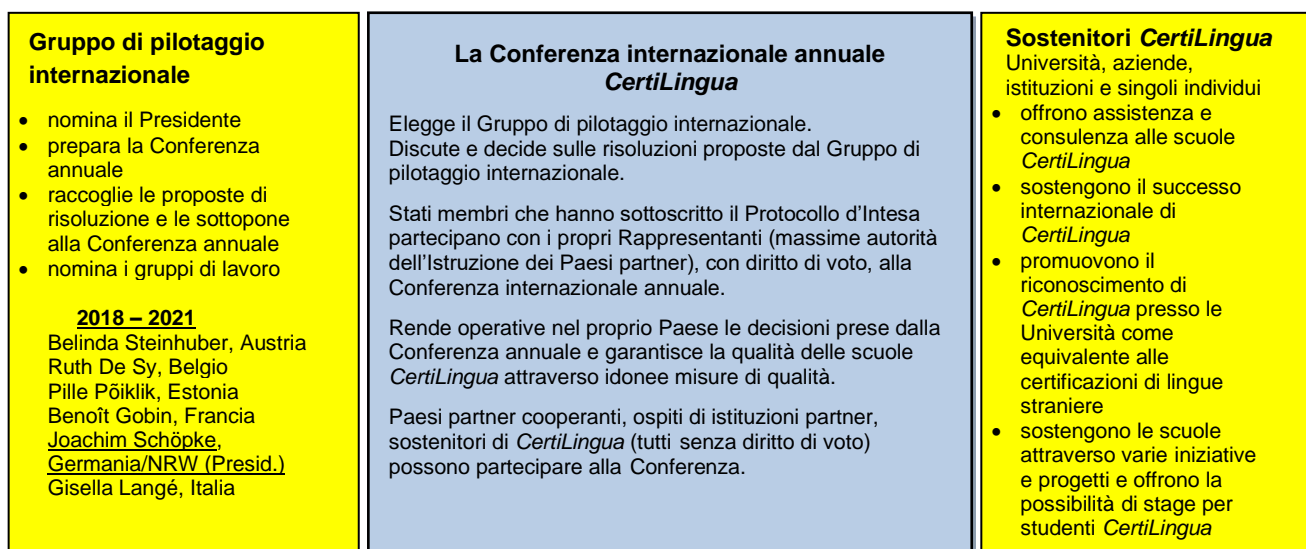 Gruppo di pilotaggio
internazionale
• nomina il Presidente
• prepara la Conferenza
annuale
• raccoglie le proposte di
risoluzione e le sottopone
alla Conferenza annuale
• nomina i gruppi di lavoro
2018 – 2021
Belinda Steinhuber, Austria
Ruth De Sy, Belgio
Pille Põiklik, Estonia
Benoît Gobin, Francia
Joachim Schöpke,
Germania/NRW (Presid.)
Gisella Langé, Italia
La Conferenza internazionale annuale
CertiLingua
Elegge il Gruppo di pilotaggio internazionale.
Discute e decide sulle risoluzioni proposte dal Gruppo di
pilotaggio internazionale.
Stati membri che hanno sottoscritto il Protocollo d’Intesa
partecipano con i propri Rappresentanti (massime autorità
dell’Istruzione dei Paesi partner), con diritto di voto, alla
Conferenza internazionale annuale.
Rende operative nel proprio Paese le decisioni prese dalla
Conferenza annuale e garantisce la qualità delle scuole
CertiLingua attraverso idonee misure di qualità.
Paesi partner cooperanti, ospiti di istituzioni partner,
sostenitori di CertiLingua (tutti senza diritto di voto)
possono partecipare alla Conferenza.
Sostenitori CertiLingua
Università, aziende,
istituzioni e singoli individui
• offrono assistenza e
consulenza alle scuole
CertiLingua
• sostengono il successo
internazionale di
CertiLingua
• promuovono il
riconoscimento di
CertiLingua presso le
Università come
equivalente alle
certificazioni di lingue
straniere
• sostengono le scuole
attraverso varie iniziative
e progetti e offrono la
possibilità di stage per
studenti CertiLingua